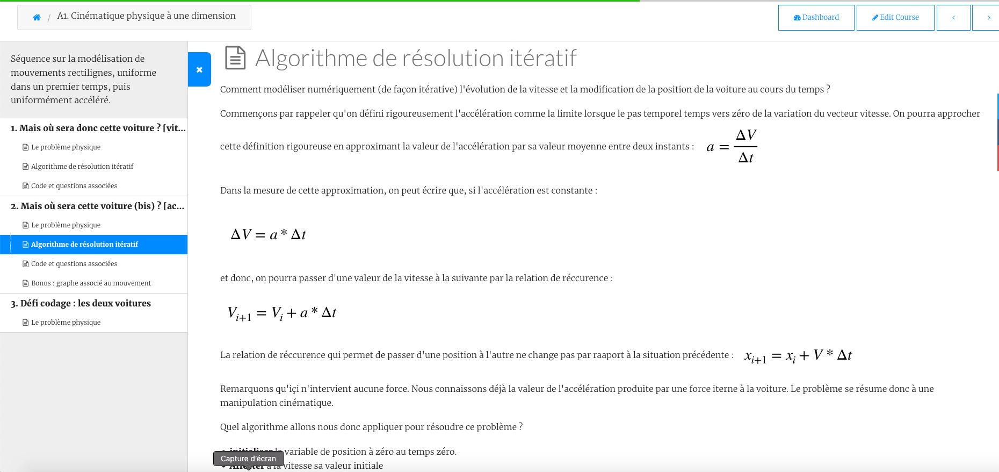 / A1. Cinématique physique à une dimension
Dashboard
Edit Course
‹
›
Séquence sur la modélisation de
mouvements rectilignes, uniforme
dans un premier temps, puis
uniformément accéléré.
1. Mais où sera donc cette voiture ? [vit...
Le problème physique
Algorithme de résolution itératif
Code et questions associées
2. Mais où sera cette voiture (bis) ? [ac...
Le problème physique
Algorithme de résolution itératif
Code et questions associées
Bonus : graphe associé au mouvement
3. Défi codage : les deux voitures
Le problème physique
Algorithme de résolution itératif
Comment modéliser numériquement (de façon itérative) l'évolution de la vitesse et la modification de la position de la voiture au cours du temps ?
Commençons par rappeler qu'on défini rigoureusement l'accélération comme la limite lorsque le pas temporel temps vers zéro de la variation du vecteur vitesse. On pourra approcher
cette définition rigoureuse en approximant la valeur de l'accélération par sa valeur moyenne entre deux instants : a = ΔV / Δt
Dans la mesure de cette approximation, on peut écrire que, si l'accélération est constante :
ΔV = a * Δt
et donc, on pourra passer d'une valeur de la vitesse à la suivante par la relation de réccurence :
V_{i+1} = V_i + a * Δt
La relation de réccurence qui permet de passer d'une position à l'autre ne change pas par raaport à la situation précédente : x_{i+1} = x_i + V * Δt
Remarquons qu'içi n'intervient aucune force. Nous connaissons déjà la valeur de l'accélération produite par une force iterne à la voiture. Le problème se résume donc à une
manipulation cinématique.
Quel algorithme allons nous donc appliquer pour résoudre ce problème ?
• initialiser la variable de position à zéro au temps zéro.
Capture d'écran
• à la vitesse sa valeur initiale